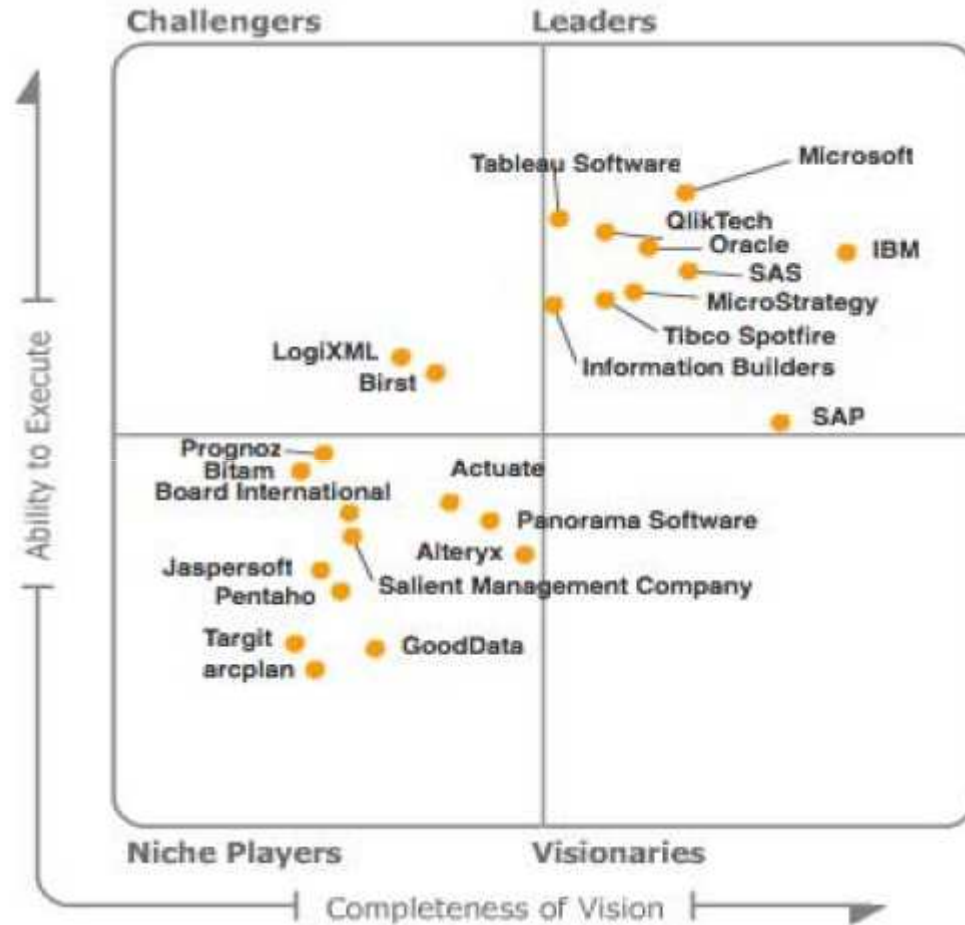 Challengers
Leaders
Tableau Software
Microsoft
QlikTech
Oracle
IBM
SAS
MicroStrategy
Tibco Spotfire
Information Builders
LogiXML
Birst
SAP
Prognoz
Bitam
Board International
Actuate
Panorama Software
Alteryx
Jaspersoft
Salient Management Company
Pentaho
Targit
GoodData
arcplan
Niche Players
Visionaries
Ability to Execute
Completeness of Vision